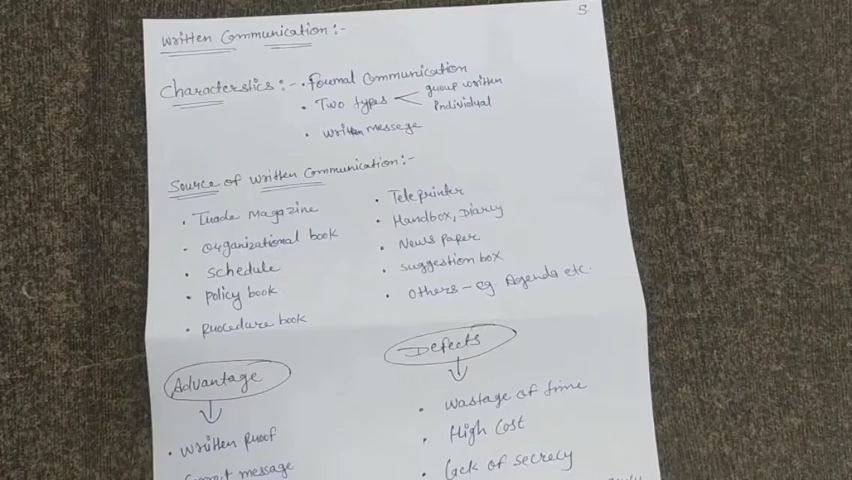 5
Written Communication :-
Characterstics :- • Formal Communication
• Two types
group written
individual
• written messege
Source of written Communication :-
• Trade Magazine
• Organizational book
• schedule
• policy book
• procedure book
• Teleprinter
• Handbox, Diary
• News paper
• suggestion box
• others - eg. Agenda etc.
Advantage
• written proof
message
Defects
• wastage of time
• High Cost
• Lack of secrecy